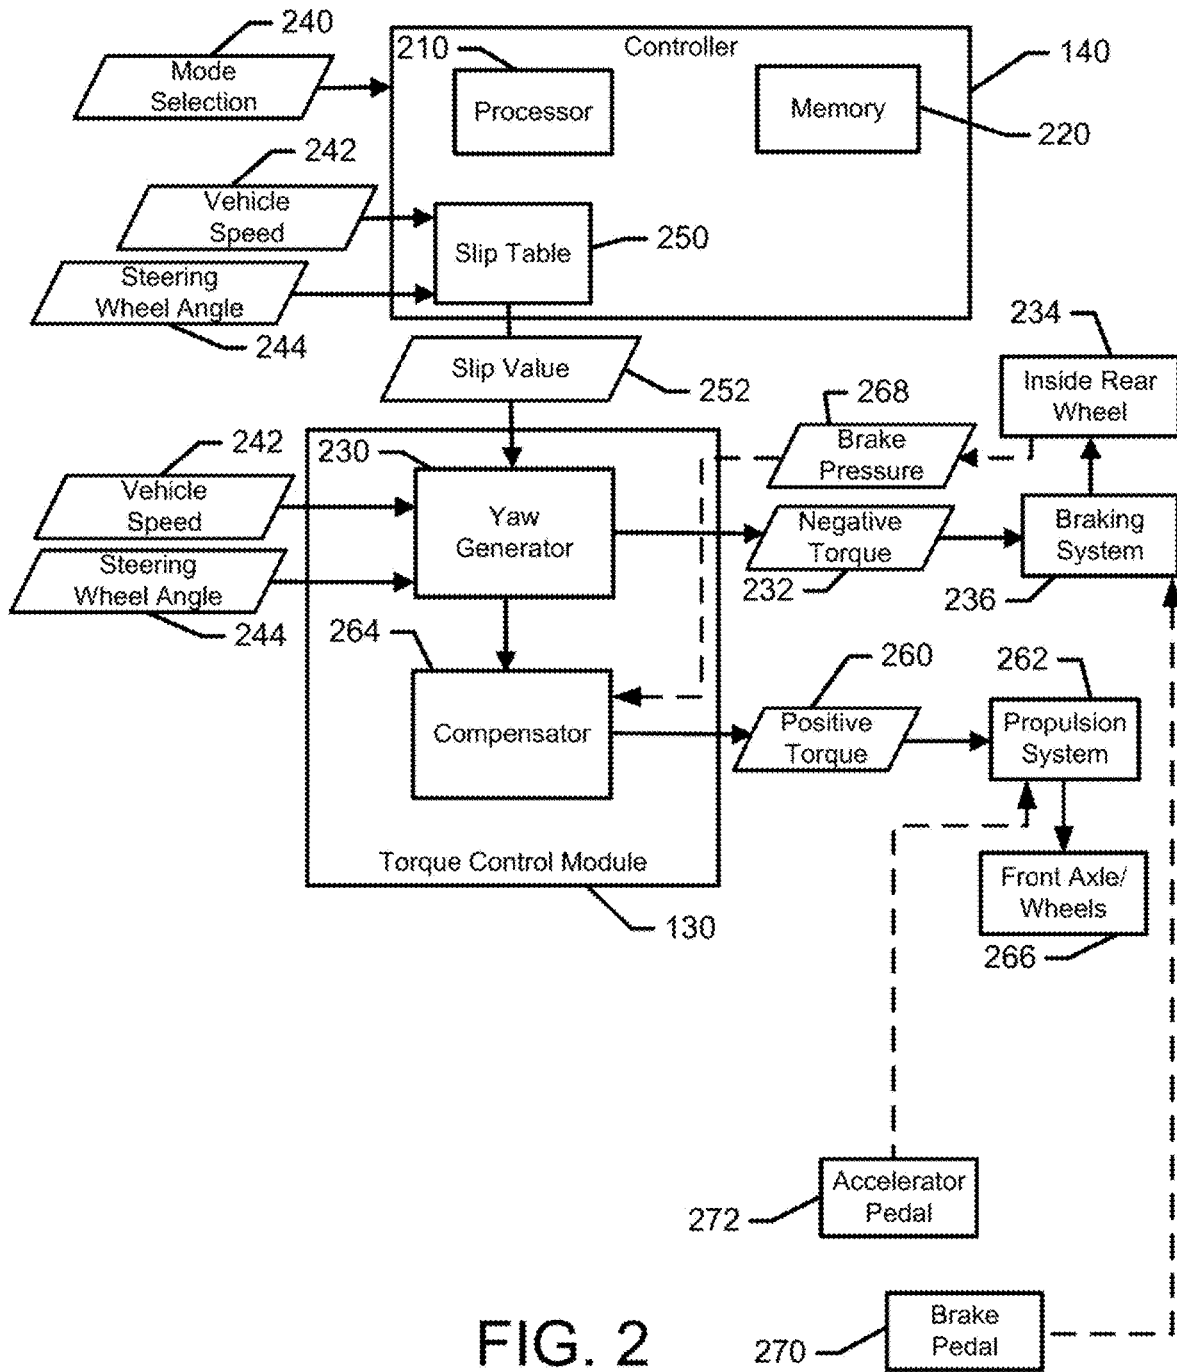 240
Mode
Selection
Controller
210
Processor
Memory
140
220
242
Vehicle
Speed
Slip Table
250
Steering
Wheel Angle
244
Slip Value
252
234
Inside Rear
Wheel
268
Brake
Pressure
242
Vehicle
Speed
230
Yaw
Generator
Negative
Torque
232
Braking
System
236
Steering
Wheel Angle
244
264
Compensator
260
Positive
Torque
262
Propulsion
System
Torque Control Module
130
Front Axle/
Wheels
266
Accelerator
Pedal
272
Brake
Pedal
270
FIG. 2